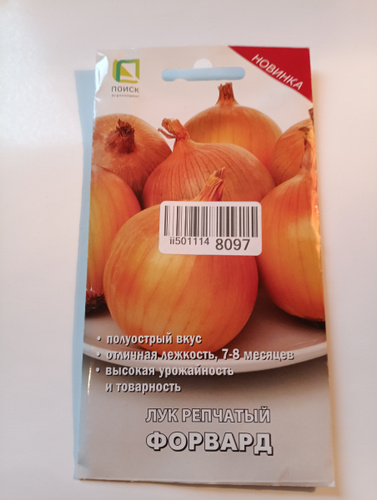 НОВИНКА
ПОИСК
ii501114 8097
• полуострый вкус
• отличная лежкость, 7-8 месяцев
• высокая урожайность
и товарность
ЛУК РЕПЧАТЫЙ
ФОРВАРД